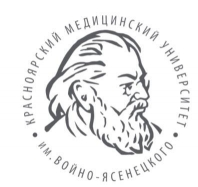 КРАСНОЯРСКИЙ МЕДИЦИНСКИЙ УНИВЕРСИТЕТ
ИМ. ВОЙНО-ЯСЕНЕЦКОГО